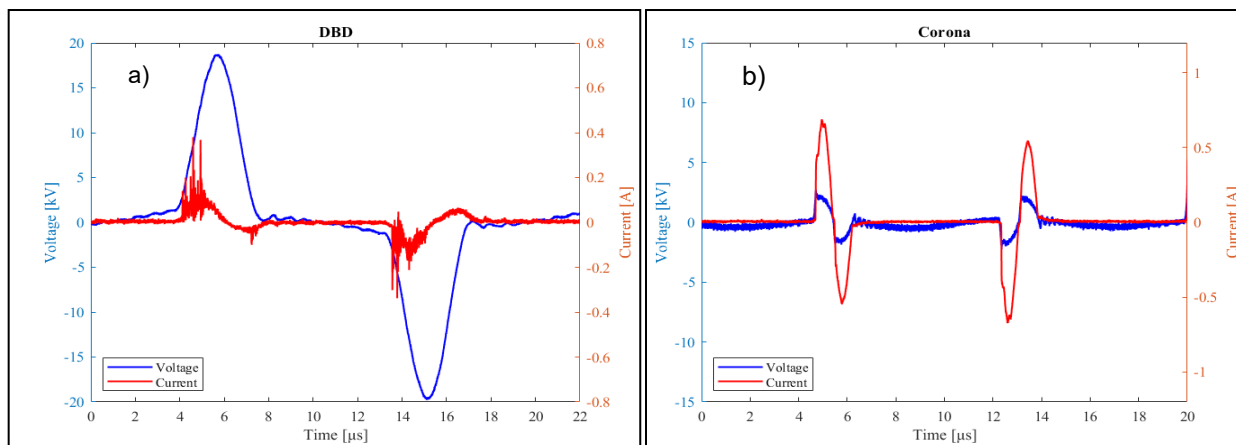 DBD
a)
20
15
10
5
0
-5
-10
-15
-20
Voltage [kV]
0.8
0.6
0.4
0.2
0
-0.2
-0.4
-0.6
-0.8
Current [A]
Voltage
Current
0 2 4 6 8 10 12 14 16 18 20 22
Time [µs]
Corona
b)
15
10
5
0
-5
-10
-15
Voltage [kV]
1
0.5
0
-0.5
-1
Current [A]
Voltage
Current
0 2 4 6 8 10 12 14 16 18 20
Time [µs]